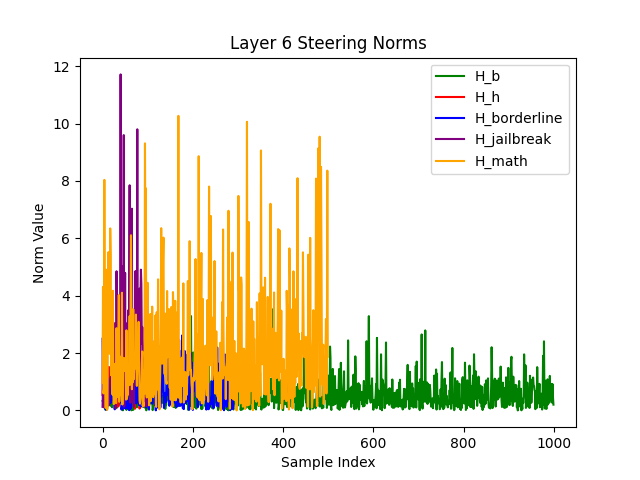 Layer 6 Steering Norms
Norm Value
12
10
8
6
4
2
0
0 200 400 600 800 1000
Sample Index
H_b
H_h
H_borderline
H_jailbreak
H_math